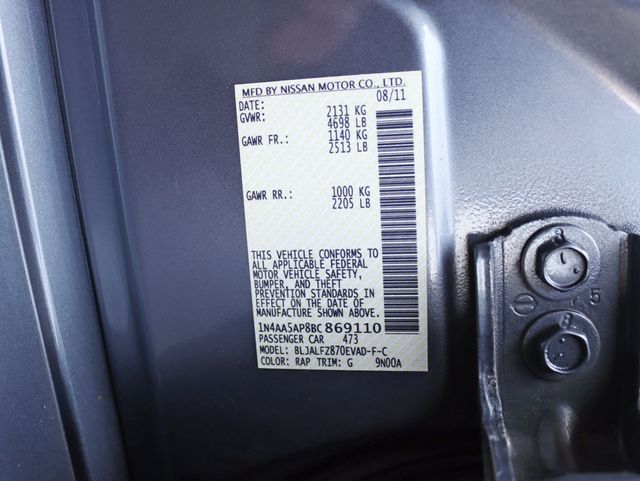 MFD BY NISSAN MOTOR CO., LTD.
DATE: 08/11
GVWR: 2131 KG
4698 LB
GAWR FR.: 1140 KG
2513 LB
GAWR RR.: 1000 KG
2205 LB
THIS VEHICLE CONFORMS TO
ALL APPLICABLE FEDERAL
MOTOR VEHICLE SAFETY,
BUMPER, AND THEFT
PREVENTION STANDARDS IN
EFFECT ON THE DATE OF
MANUFACTURE SHOWN ABOVE.
1N4AA5AP8BC869110
PASSENGER CAR 473
MODEL: BLJALFZ870EVAD-F-C
COLOR: RAP TRIM: G 9N00A
8
r 5
8